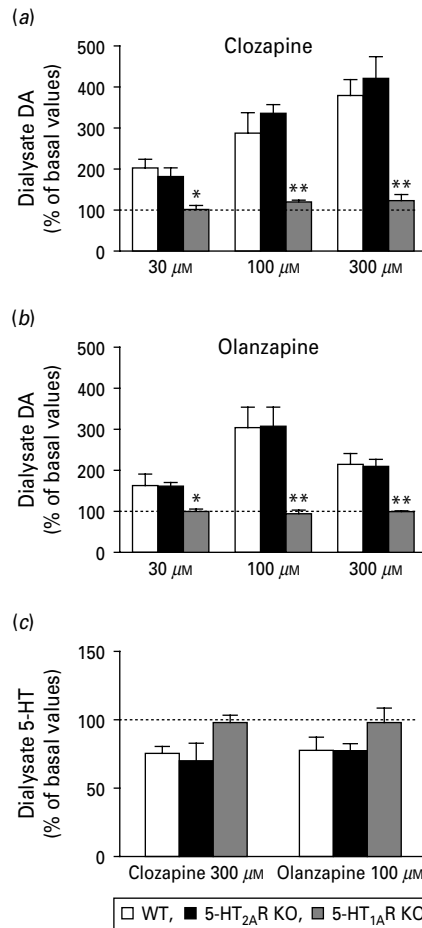 (a)
Clozapine
Dialysate DA
(% of basal values)
500
400
300
200
100
0
*
**
**
30 μM
100 μM
300 μM
(b)
Olanzapine
Dialysate DA
(% of basal values)
500
400
300
200
100
0
*
**
**
30 μM
100 μM
300 μM
(c)
Dialysate 5-HT
(% of basal values)
150
100
50
0
Clozapine 300 μM
Olanzapine 100 μM
WT, 5-HT2AR KO, 5-HT1AR KO